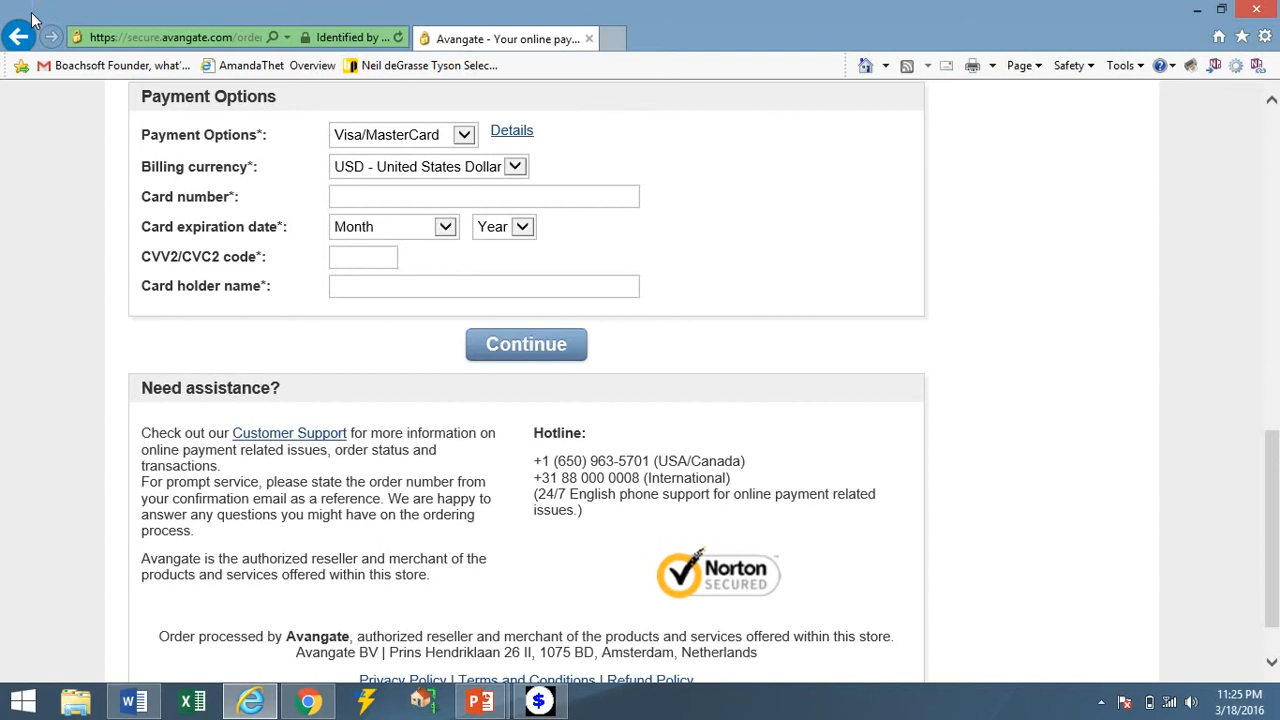 https://secure.avangate.com/orde
Identified by ...
Avangate - Your online pay...
Boachsoft Founder, what'...
AmandaThet Overview
Neil deGrasse Tyson Selec...
Page
Safety
Tools
Payment Options
Payment Options*: Visa/MasterCard Details
Billing currency*: USD - United States Dollar
Card number*:
Card expiration date*: Month Year
CVV2/CVC2 code*:
Card holder name*:
Continue
Need assistance?
Check out our Customer Support for more information on
online payment related issues, order status and
transactions.
For prompt service, please state the order number from
your confirmation email as a reference. We are happy to
answer any questions you might have on the ordering
process.
Avangate is the authorized reseller and merchant of the
products and services offered within this store.
Hotline:
+1 (650) 963-5701 (USA/Canada)
+31 88 000 0008 (International)
(24/7 English phone support for online payment related
issues.)
Norton
SECURED
Order processed by Avangate, authorized reseller and merchant of the products and services offered within this store.
Avangate BV | Prins Hendriklaan 26 II, 1075 BD, Amsterdam, Netherlands
Privacy Policy | Terms and Conditions | Refund Policy
11:25 PM
3/18/2016